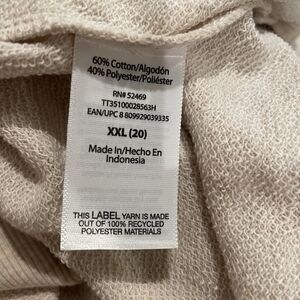 60% Cotton/Algodón
40% Polyester/Poliéster
RN# 52469
TT35100028563H
EAN/UPC 8 809929039335
XXL (20)
Made In/Hecho En
Indonesia
THIS LABEL YARN IS MADE
OUT OF 100% RECYCLED
POLYESTER MATERIALS